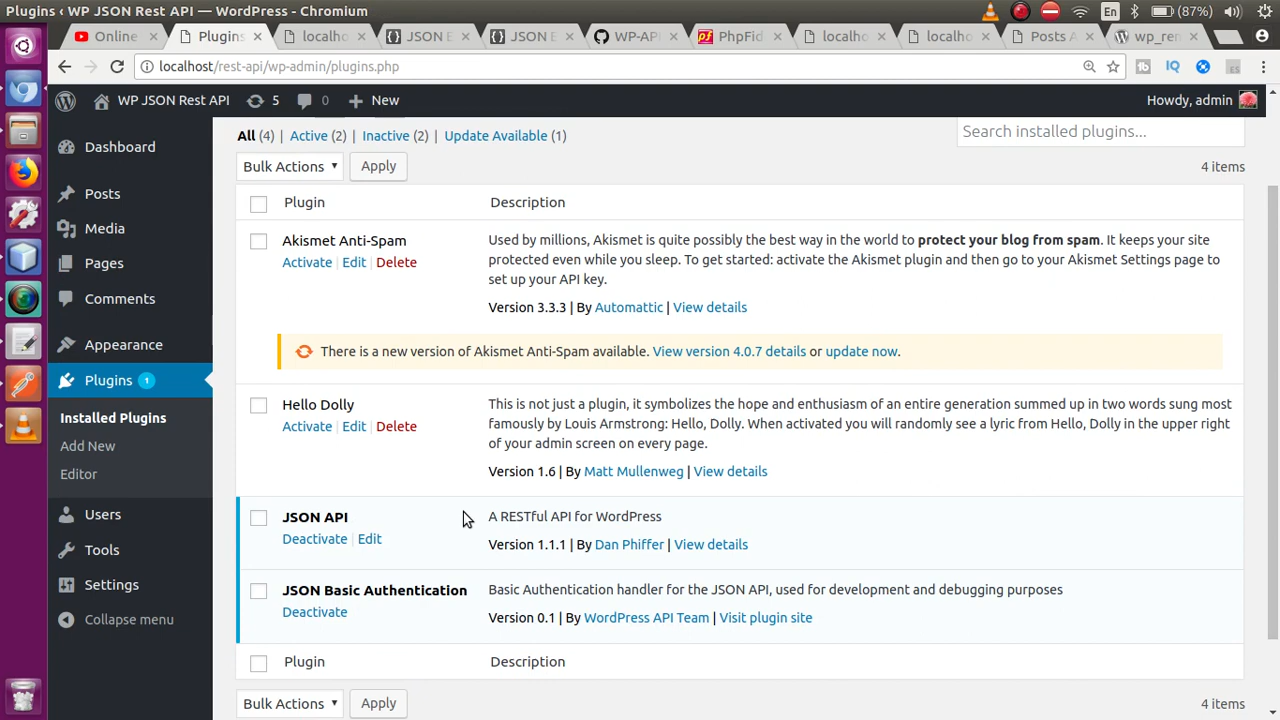 Plugins ‹ WP JSON Rest API — WordPress - Chromium
En
(87%)
Online
Plugins
localho
JSON E
JSON E
WP-API
PhpFid
localho
localho
Posts A
wp_ren
localhost/rest-api/wp-admin/plugins.php
WP JSON Rest API
5
0
New
Howdy, admin
Dashboard
Posts
Media
Pages
Comments
Appearance
Plugins 1
Installed Plugins
Add New
Editor
Users
Tools
Settings
Collapse menu
All (4) | Active (2) | Inactive (2) | Update Available (1)
Search installed plugins...
Bulk Actions
Apply
4 items
Plugin
Description
Akismet Anti-Spam
Activate | Edit | Delete
Used by millions, Akismet is quite possibly the best way in the world to protect your blog from spam. It keeps your site
protected even while you sleep. To get started: activate the Akismet plugin and then go to your Akismet Settings page to
set up your API key.
Version 3.3.3 | By Automattic | View details
There is a new version of Akismet Anti-Spam available. View version 4.0.7 details or update now.
Hello Dolly
Activate | Edit | Delete
This is not just a plugin, it symbolizes the hope and enthusiasm of an entire generation summed up in two words sung most
famously by Louis Armstrong: Hello, Dolly. When activated you will randomly see a lyric from Hello, Dolly in the upper right
of your admin screen on every page.
Version 1.6 | By Matt Mullenweg | View details
JSON API
Deactivate | Edit
A RESTful API for WordPress
Version 1.1.1 | By Dan Phiffer | View details
JSON Basic Authentication
Deactivate
Basic Authentication handler for the JSON API, used for development and debugging purposes
Version 0.1 | By WordPress API Team | Visit plugin site
Plugin
Description
Bulk Actions
Apply
4 items